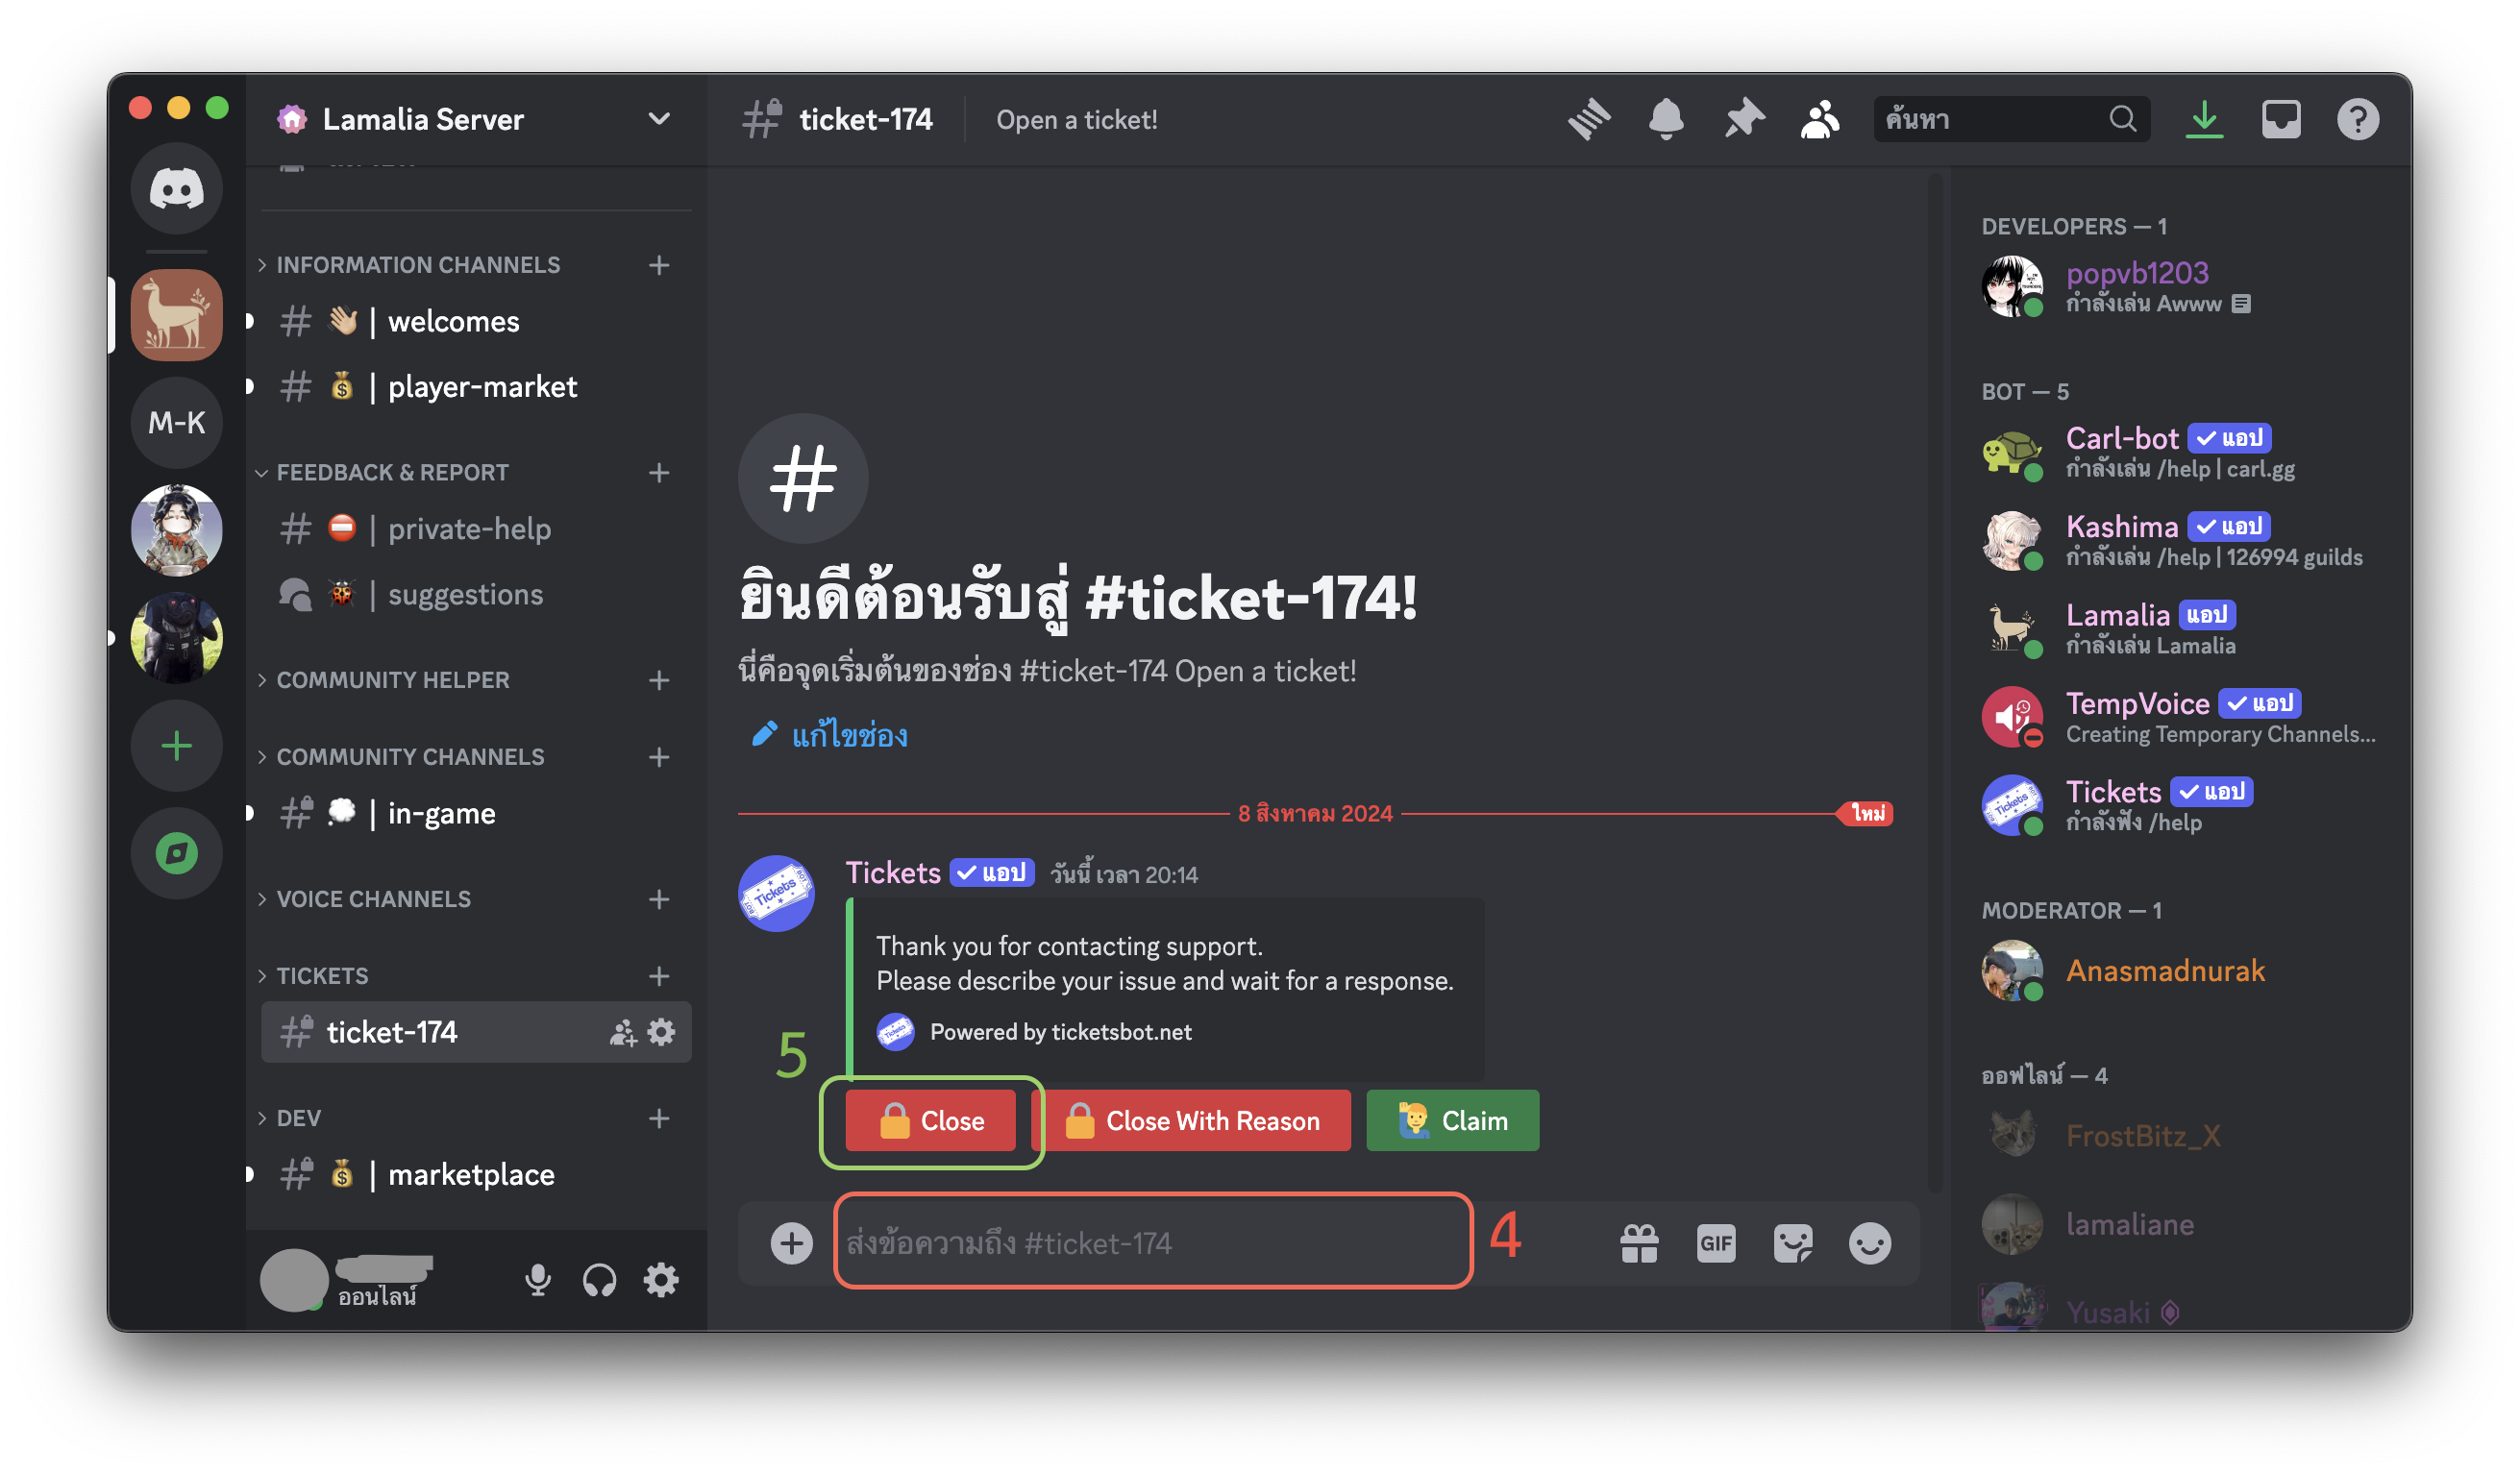 Lamalia Server
ticket-174
Open a ticket!
ค้นหา
M-K
INFORMATION CHANNELS
| welcomes
| player-market
FEEDBACK & REPORT
| private-help
| suggestions
COMMUNITY HELPER
COMMUNITY CHANNELS
| in-game
VOICE CHANNELS
TICKETS
ticket-174
DEV
| marketplace
ออนไลน์
ยินดีต้อนรับสู่ #ticket-174!
นี่คือจุดเริ่มต้นของช่อง #ticket-174 Open a ticket!
แก้ไขช่อง
8 สิงหาคม 2024
ใหม่
Tickets แอป วันนี้ เวลา 20:14
Thank you for contacting support.
Please describe your issue and wait for a response.
Powered by ticketsbot.net
5
Close
Close With Reason
Claim
ส่งข้อความถึง #ticket-174
4
GIF
DEVELOPERS — 1
popvb1203
กำลังเล่น Awww
BOT — 5
Carl-bot แอป
กำลังเล่น /help | carl.gg
Kashima แอป
กำลังเล่น /help | 126994 guilds
Lamalia แอป
กำลังเล่น Lamalia
TempVoice แอป
Creating Temporary Channels...
Tickets แอป
กำลังฟัง /help
MODERATOR — 1
Anasmadnurak
ออฟไลน์ — 4
FrostBitz_X
lamaliane
Yusaki